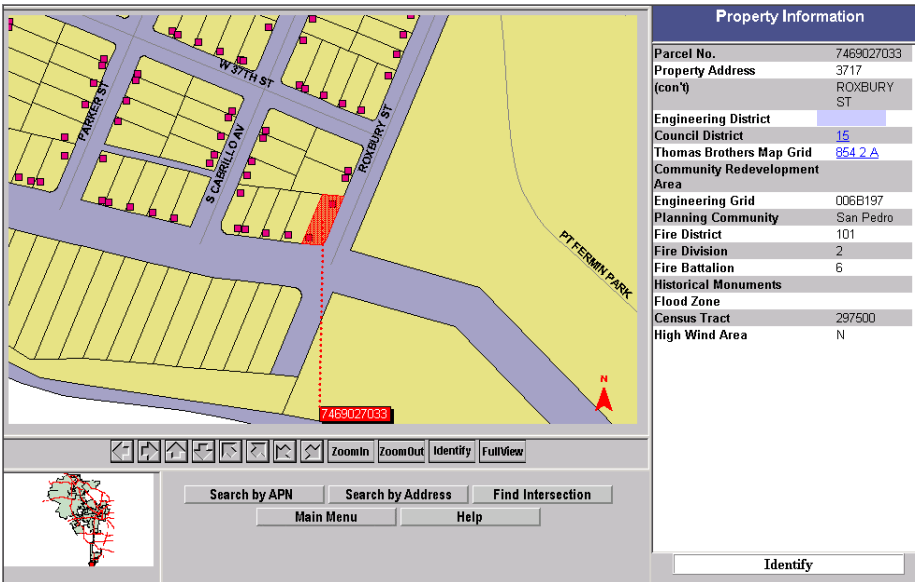 W 37TH ST
PARKER ST
S CABRILLO AV
ROXBURY ST
PT FERMIN PARK
N
7469027033
ZoomIn ZoomOut Identify FullView
Search by APN Search by Address Find Intersection
Main Menu Help
Property Information
Parcel No. 7469027033
Property Address 3717
(con't) ROXBURY
ST
Engineering District
Council District 15
Thomas Brothers Map Grid 854 2 A
Community Redevelopment
Area
Engineering Grid 006B197
Planning Community San Pedro
Fire District 101
Fire Division 2
Fire Battalion 6
Historical Monuments
Flood Zone
Census Tract 297500
High Wind Area N
Identify